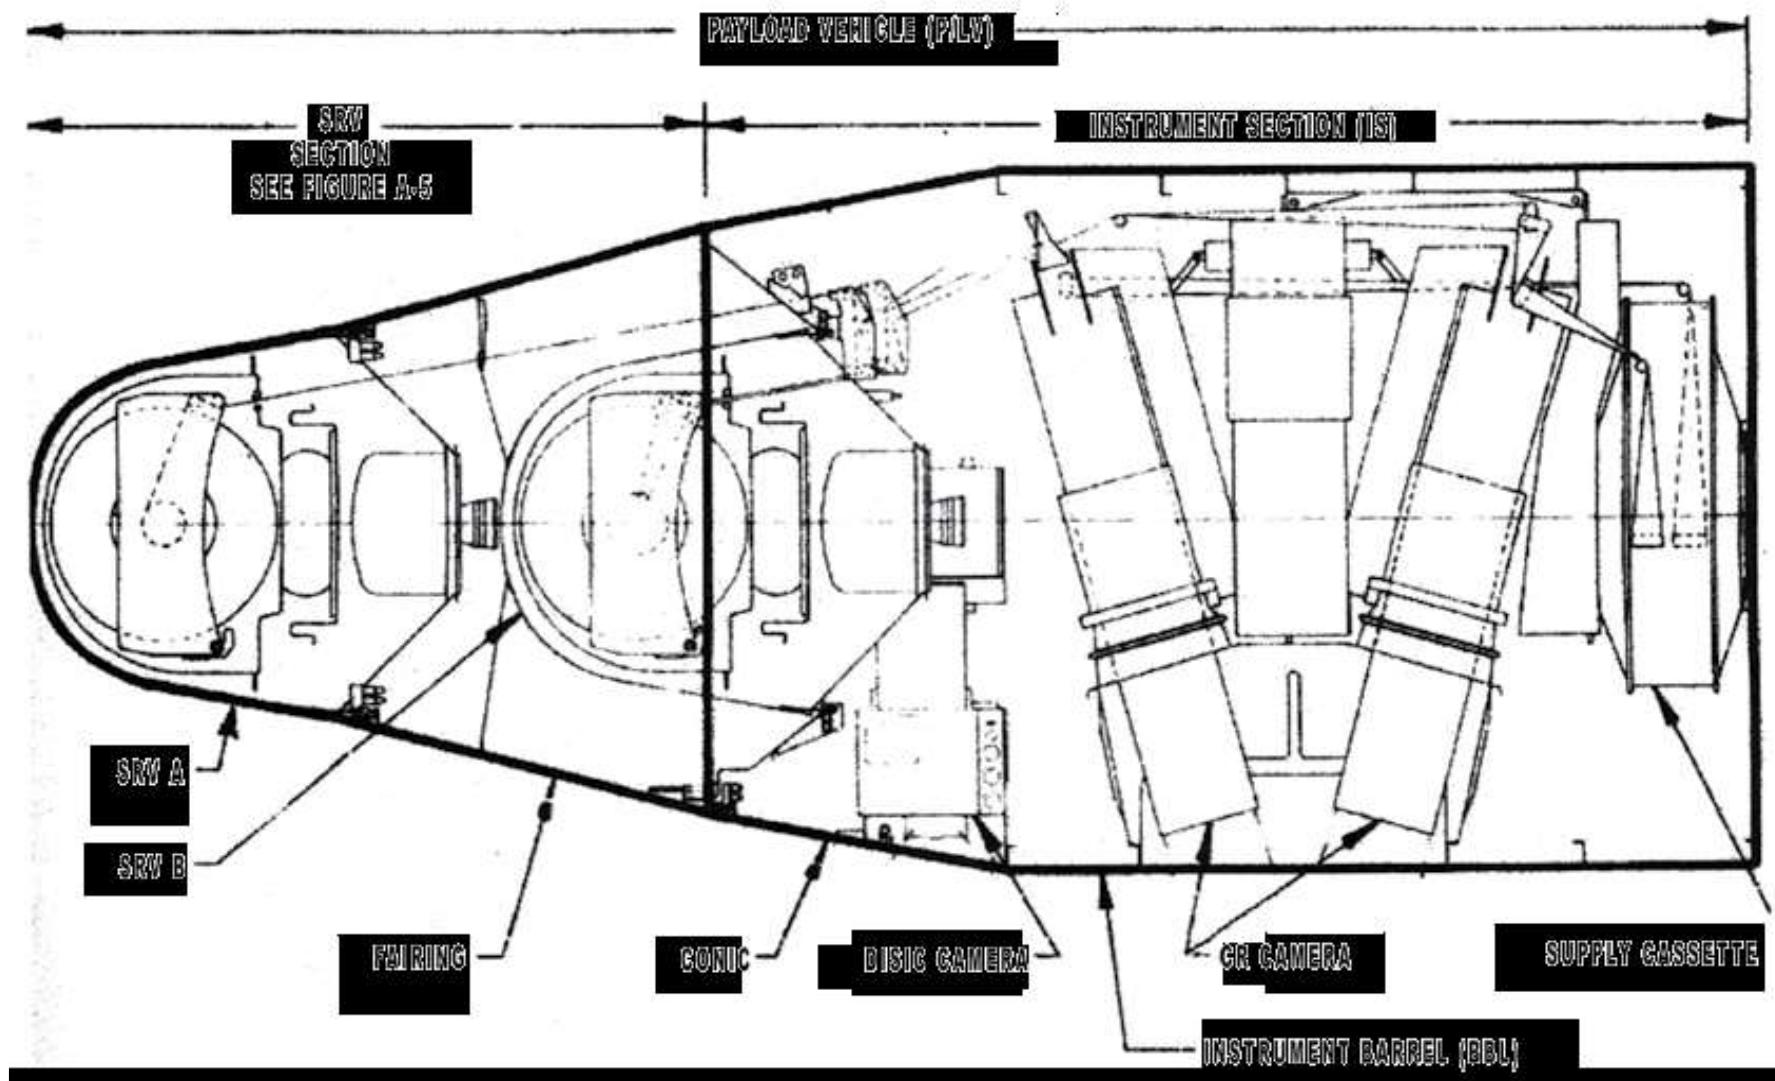 PAYLOAD VEHICLE (P/LV)
SRV
SECTION
SEE FIGURE A-5
INSTRUMENT SECTION (IS)
SRV A
SRV B
FAIRING
CONIC
DISIC CAMERA
CR CAMERA
SUPPLY CASSETTE
INSTRUMENT BARREL (BBL)